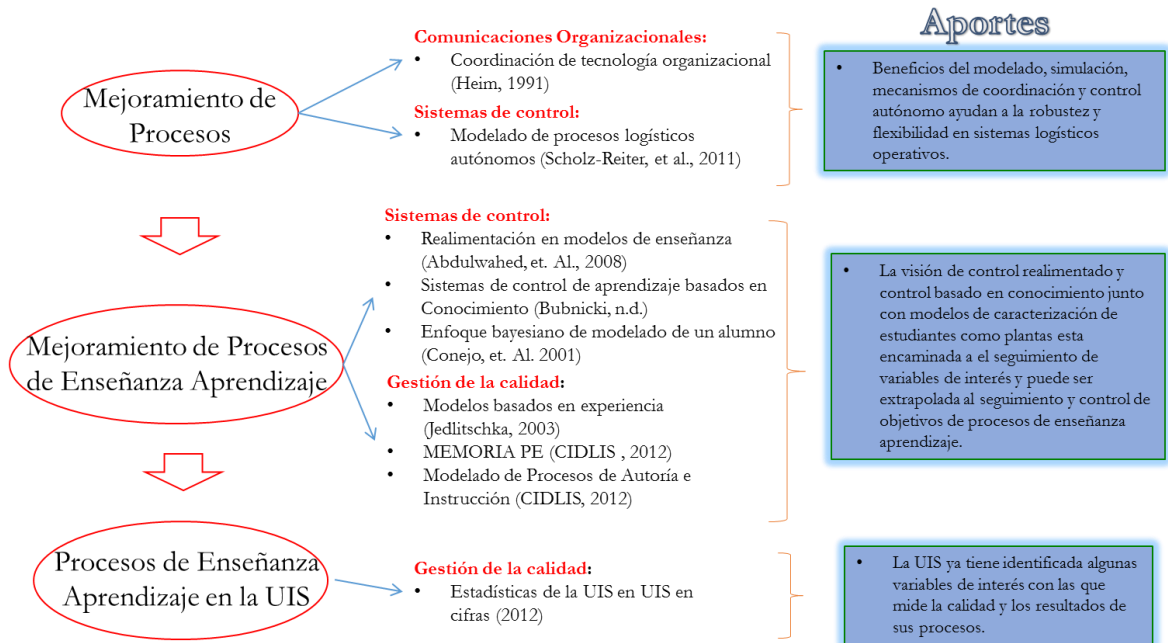 Aportes
Mejoramiento de
Procesos
Comunicaciones Organizacionales:
• Coordinación de tecnología organizacional
(Heim, 1991)
Sistemas de control:
• Modelado de procesos logísticos
autónomos (Scholz-Reiter, et al., 2011)
• Beneficios del modelado, simulación,
mecanismos de coordinación y control
autónomo ayudan a la robustez y
flexibilidad en sistemas logísticos
operativos.
Mejoramiento de Procesos
de Enseñanza Aprendizaje
Sistemas de control:
• Realimentación en modelos de enseñanza
(Abdulwahed, et. Al., 2008)
• Sistemas de control de aprendizaje basados en
Conocimiento (Bubnicki, n.d.)
• Enfoque bayesiano de modelado de un alumno
(Conejo, et. Al. 2001)
Gestión de la calidad:
• Modelos basados en experiencia
(Jedlitschka, 2003)
• MEMORIA PE (CIDLIS , 2012)
• Modelado de Procesos de Autoría e
Instrucción (CIDLIS, 2012)
• La visión de control realimentado y
control basado en conocimiento junto
con modelos de caracterización de
estudiantes como plantas esta
encaminada a el seguimiento de
variables de interés y puede ser
extrapolada al seguimiento y control de
objetivos de procesos de enseñanza
aprendizaje.
Procesos de Enseñanza
Aprendizaje en la UIS
Gestión de la calidad:
• Estadísticas de la UIS en UIS en
cifras (2012)
• La UIS ya tiene identificada algunas
variables de interés con las que
mide la calidad y los resultados de
sus procesos.